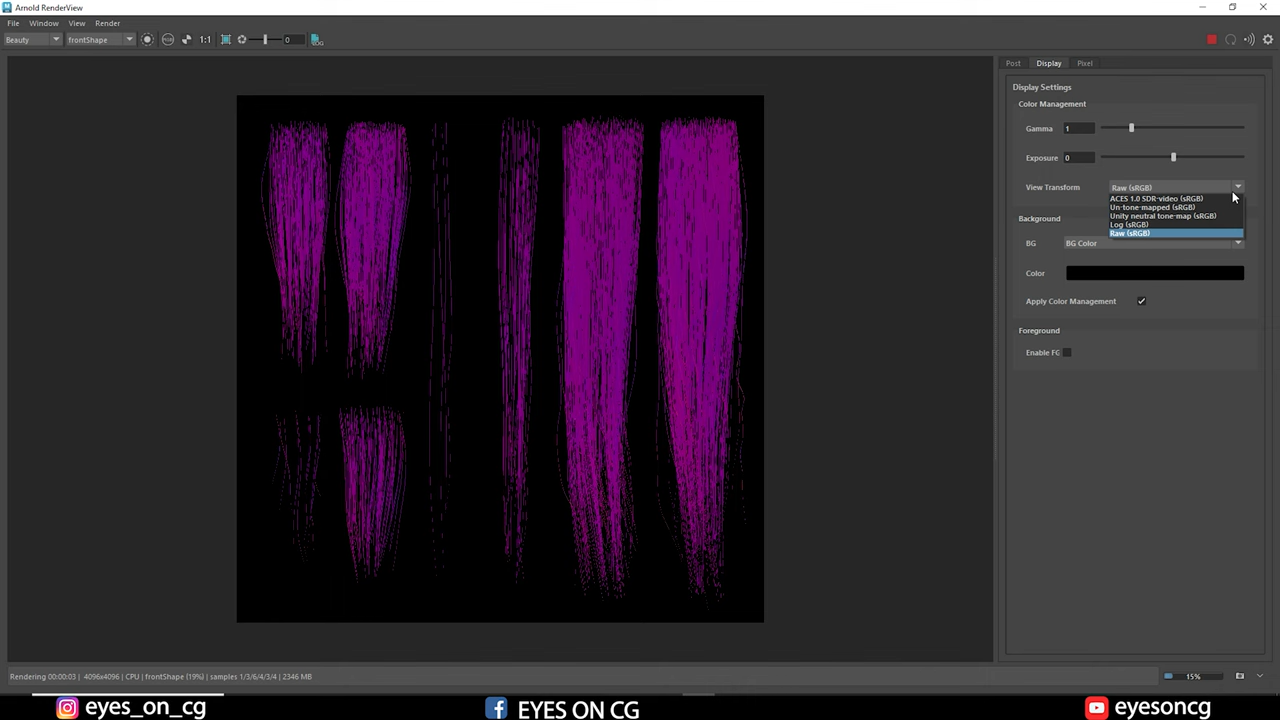 Arnold RenderView
File Window View Render
Beauty frontShape 1:1 0
Post Display Pixel
Display Settings
Color Management
Gamma 1
Exposure 0
View Transform Raw (sRGB)
ACES 1.0 SDR-video (sRGB)
Un-tone-mapped (sRGB)
Unity neutral tone-map (sRGB)
Log (sRGB)
Raw (sRGB)
Background
BG BG Color
Color
Apply Color Management
Foreground
Enable FG
Rendering 00:00:03 | 4096x4096 | CPU | frontShape (19%) | samples 1/3/6/4/3/4 | 2346 MB 15%
eyes_on_cg EYES ON CG eyesoncg